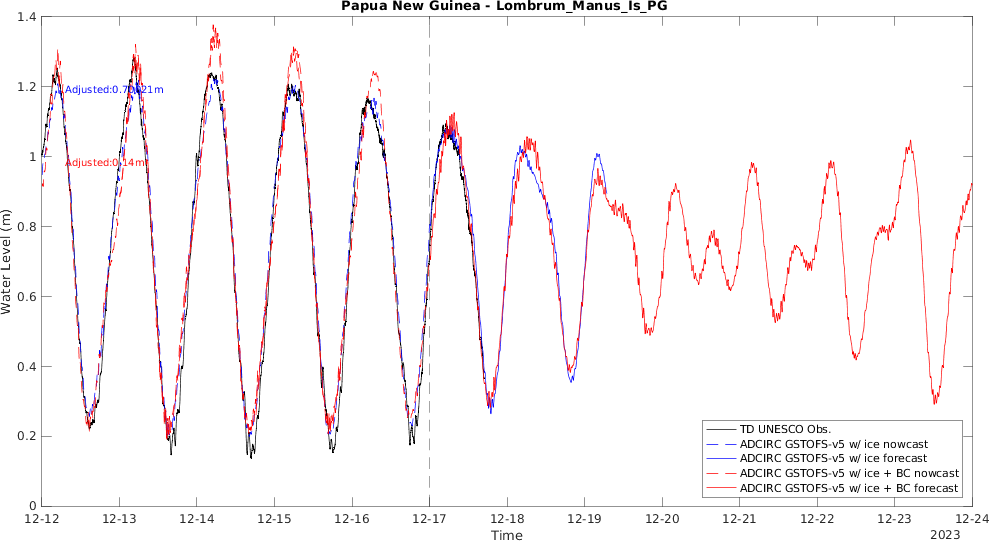 Papua New Guinea - Lombrum_Manus_Is_PG
1.4
1.2
1
0.8
0.6
0.4
0.2
0
Water Level (m)
Adjusted:0.14m
TD UNESCO Obs.
ADCIRC GSTOFS-v5 w/ ice nowcast
ADCIRC GSTOFS-v5 w/ ice forecast
ADCIRC GSTOFS-v5 w/ ice + BC nowcast
ADCIRC GSTOFS-v5 w/ ice + BC forecast
12-12 12-13 12-14 12-15 12-16 12-17 12-18 12-19 12-20 12-21 12-22 12-23 12-24
Time
2023